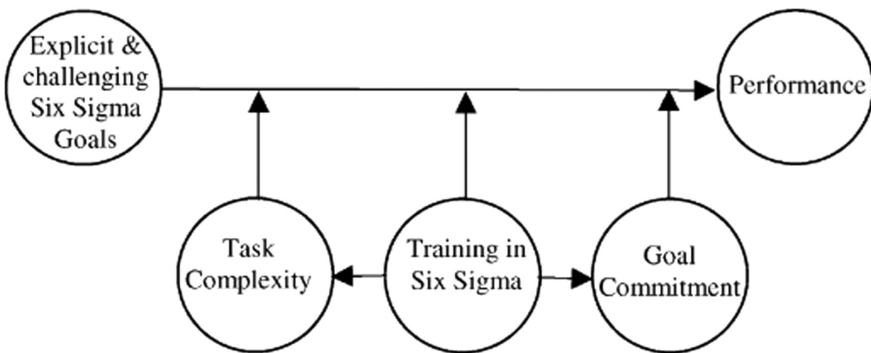 Explicit &
challenging
Six Sigma
Goals
Performance
Task
Complexity
Training in
Six Sigma
Goal
Commitment